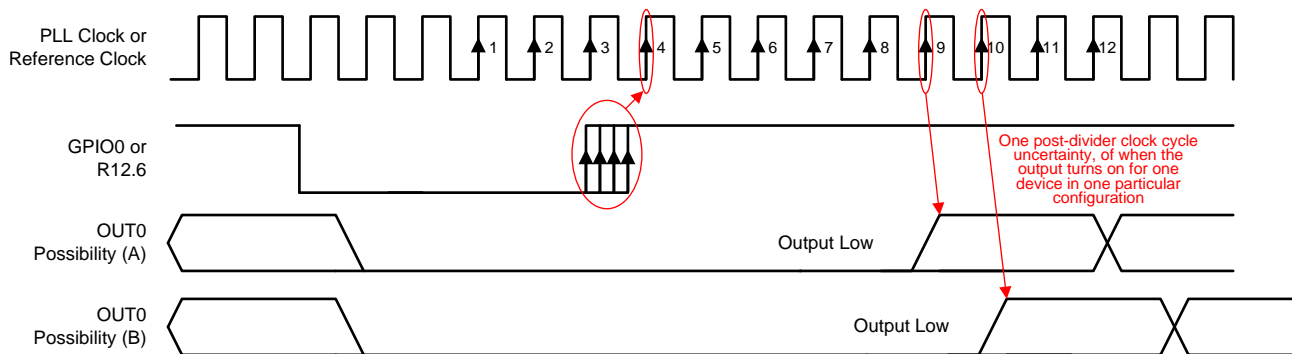 PLL Clock or
Reference Clock
1 2 3 4 5 6 7 8 9 10 11 12
GPIO0 or
R12.6
One post-divider clock cycle
uncertainty, of when the
output turns on for one
device in one particular
configuration
OUT0
Possibility (A)
Output Low
OUT0
Possibility (B)
Output Low